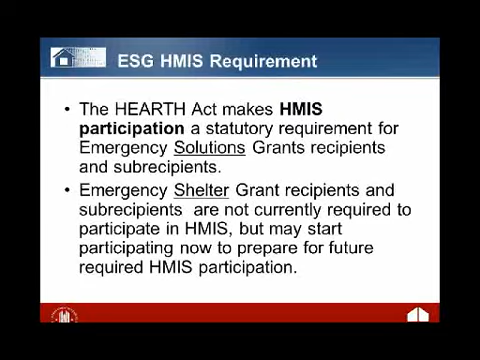 ESG HMIS Requirement
• The HEARTH Act makes HMIS
participation a statutory requirement for
Emergency Solutions Grants recipients
and subrecipients.
• Emergency Shelter Grant recipients and
subrecipients are not currently required to
participate in HMIS, but may start
participating now to prepare for future
required HMIS participation.